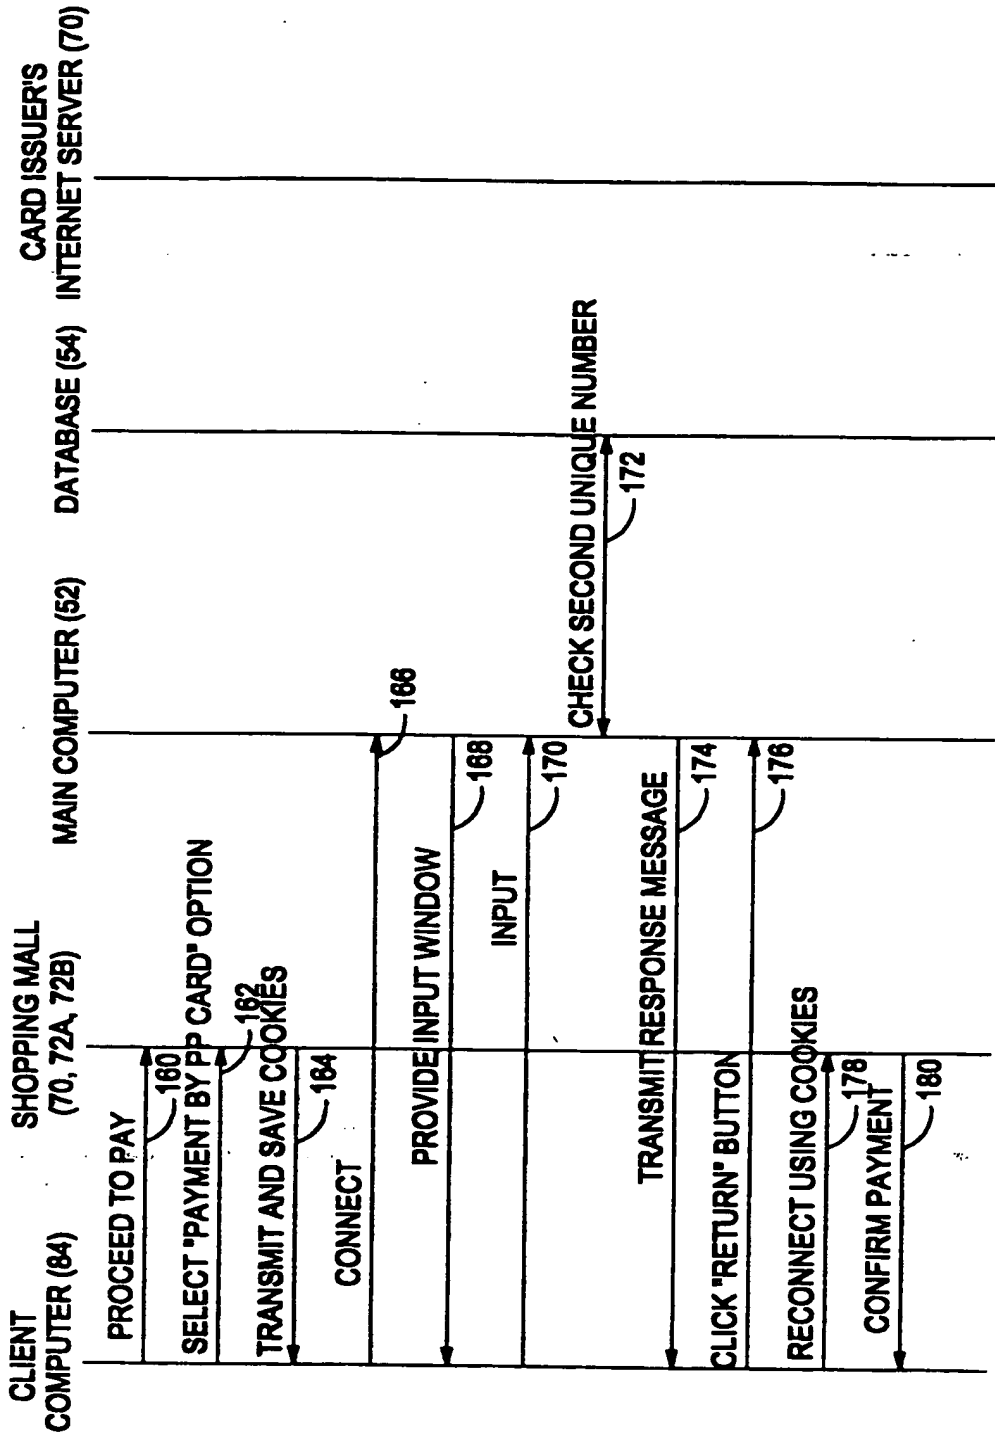 CLIENT
COMPUTER (84)
SHOPPING MALL
(70, 72A, 72B)
MAIN COMPUTER (52)
DATABASE (54)
CARD ISSUER'S
INTERNET SERVER (70)
PROCEED TO PAY
160
SELECT "PAYMENT BY PP CARD" OPTION
162
TRANSMIT AND SAVE COOKIES
164
CONNECT
166
PROVIDE INPUT WINDOW
168
INPUT
170
CHECK SECOND UNIQUE NUMBER
172
TRANSMIT RESPONSE MESSAGE
174
CLICK "RETURN" BUTTON
176
RECONNECT USING COOKIES
178
CONFIRM PAYMENT
180